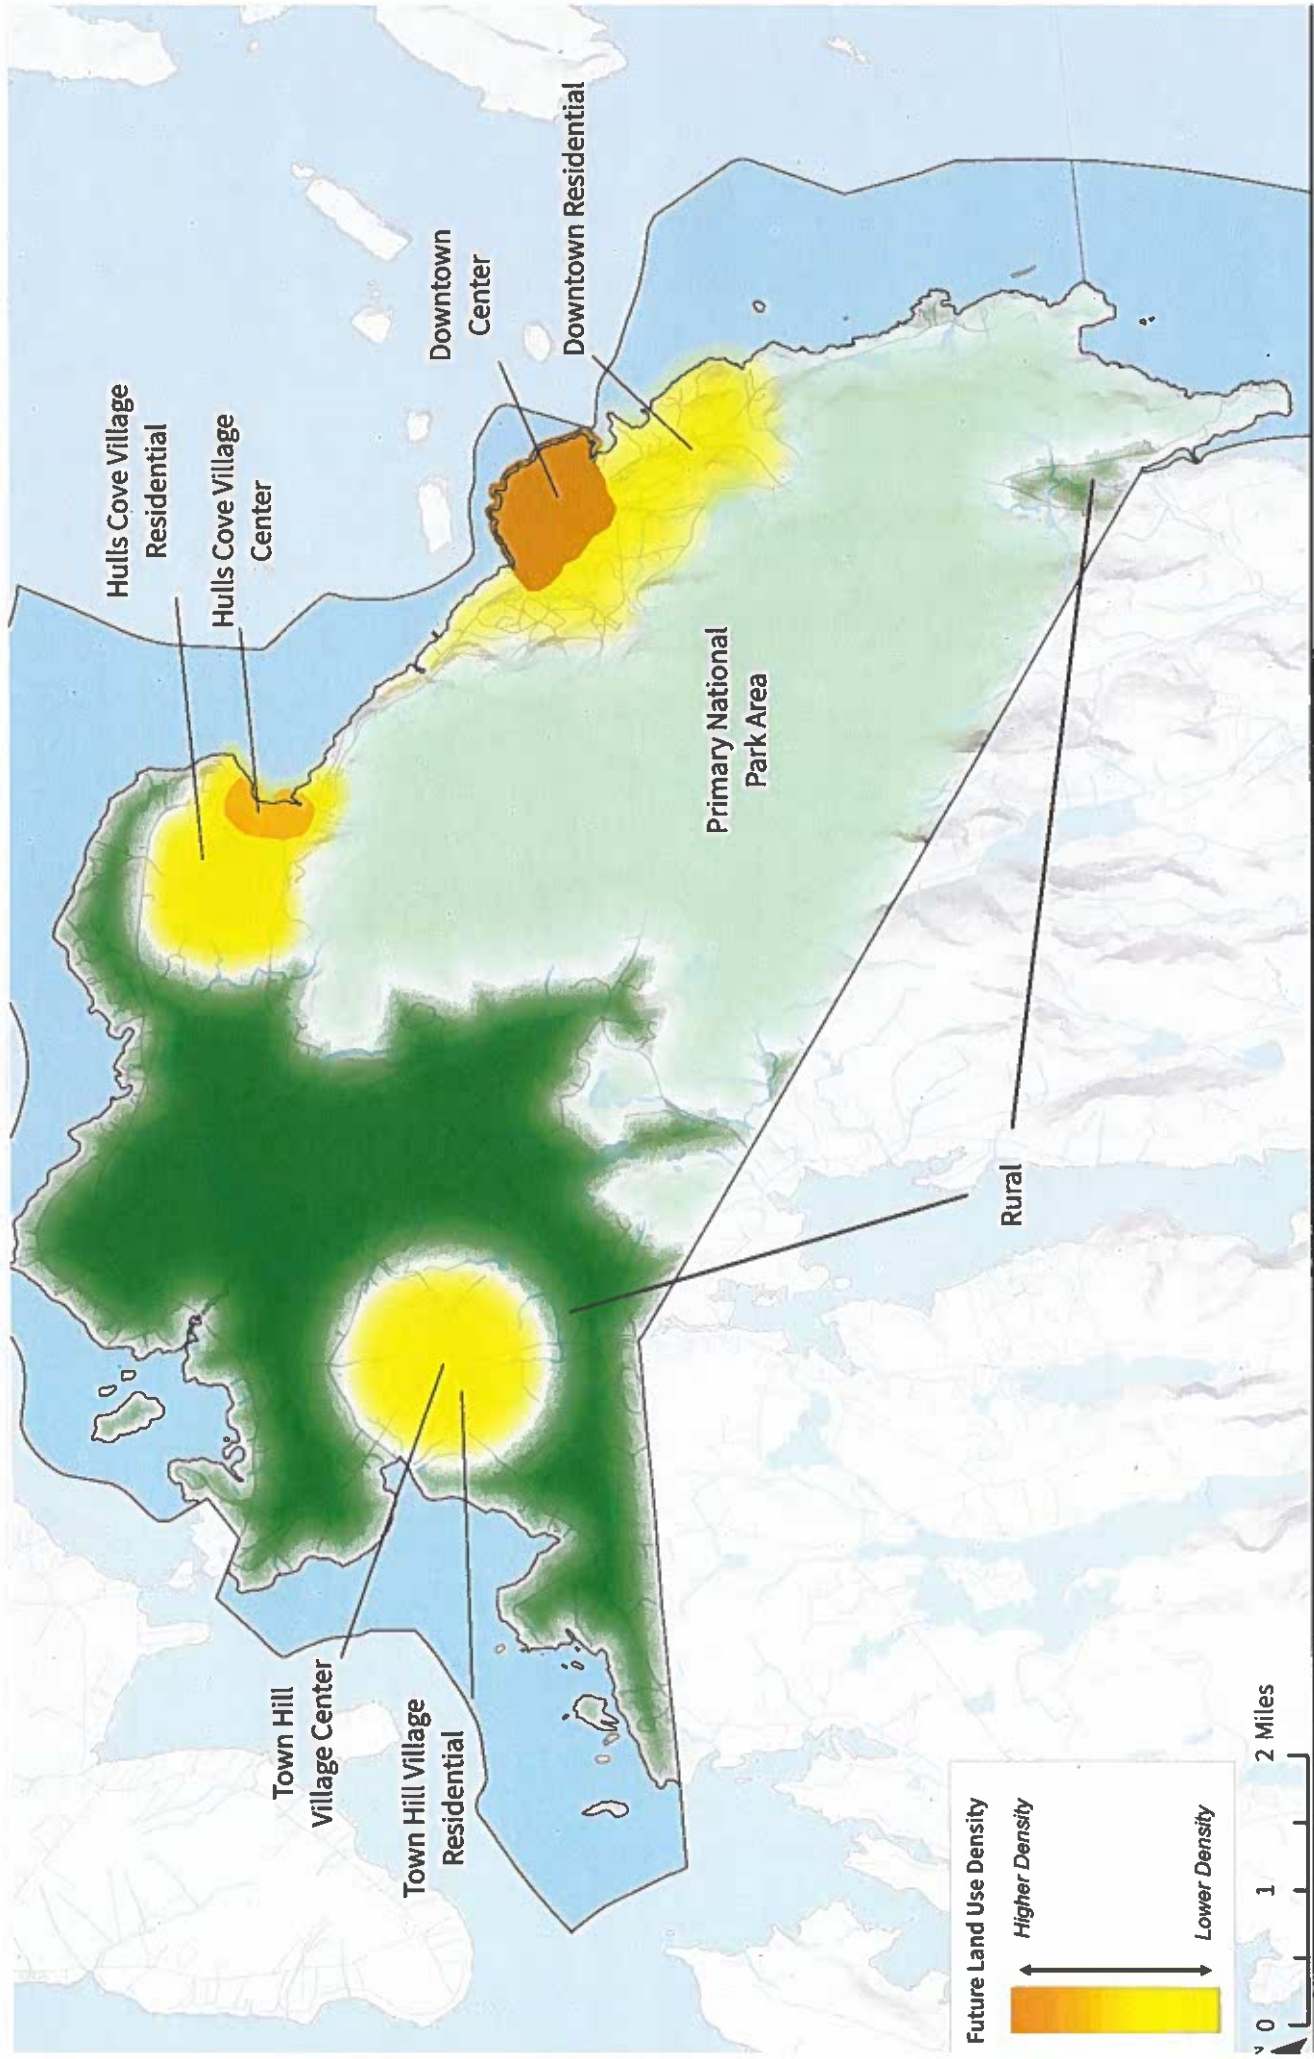 Hulls Cove Village
Residential
Hulls Cove Village
Center
Downtown
Center
Downtown Residential
Town Hill
Village Center
Town Hill Village
Residential
Primary National
Park Area
Rural
Future Land Use Density
Higher Density
Lower Density
0 1 2 Miles